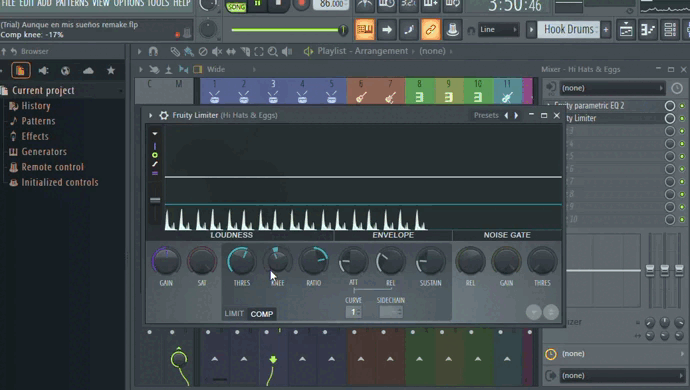 FILE EDIT ADD PATTERNS VIEW OPTIONS TOOLS HELP
SONG
86.000
3:50:46
(Trial) Aunque en mis sueños remake flp
Comp knee: -17%
Line
Hook Drums
Browser
Playlist - Arrangement
(none)
Mixer - Hi Hats & Eggs
Wide
Current project
History
Patterns
Effects
Generators
Remote control
Initialized controls
C M 1 2 3 4 5 6 7 8 9 10 11
(none)
Fruity parametric EQ 2
Fruity Limiter
Fruity Limiter (Hi Hats & Eggs)
Presets
LOUDNESS
ENVELOPE
NOISE GATE
GAIN SAT THRES KNEE RATIO ATT REL SUSTAIN REL GAIN THRES
CURVE
SIDECHAIN
1
LIMIT COMP
(none)
(none)